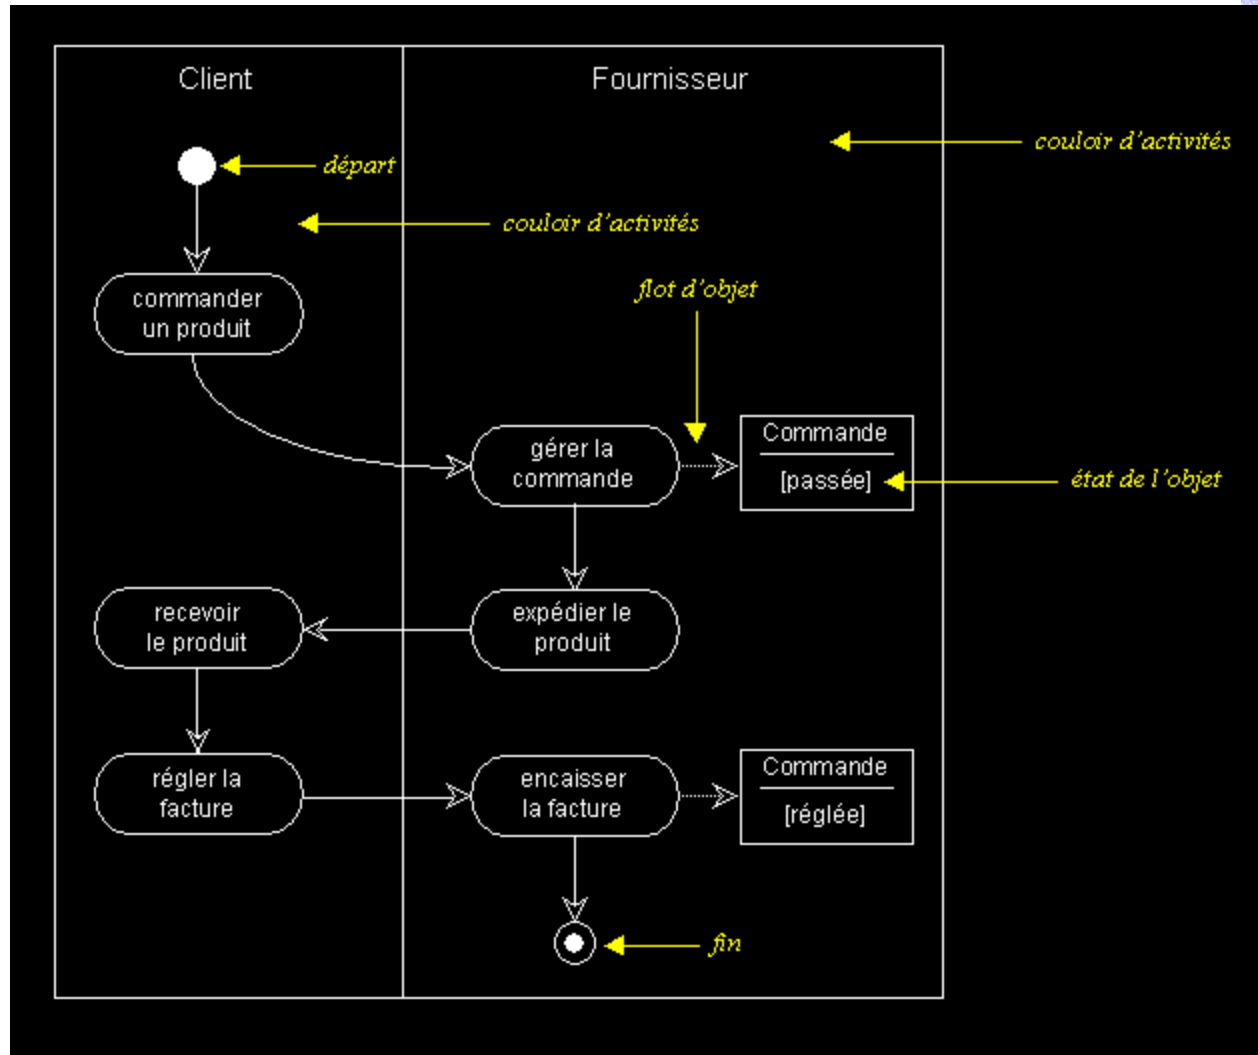 Client
Fournisseur
couloir d'activités
départ
couloir d'activités
flot d'objet
commander
un produit
gérer la
commande
Commande
[passée]
état de l'objet
recevoir
le produit
expédier le
produit
régler la
facture
encaisser
la facture
Commande
[réglée]
fin